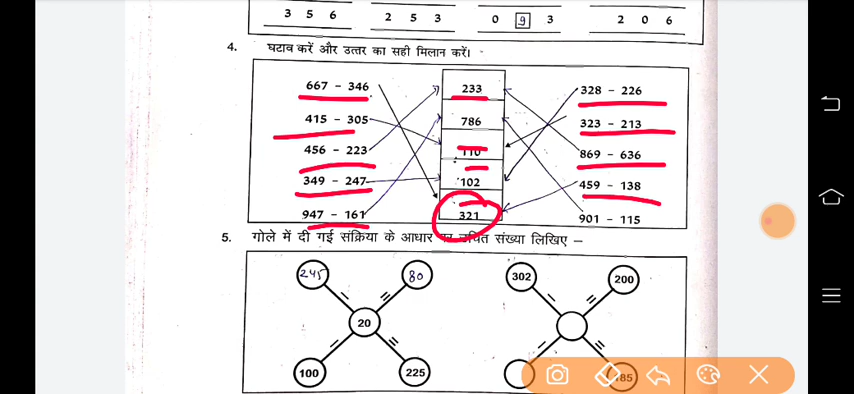 3 5 6   2 5 3   0 9 3   2 0 6
4. घटाव करें और उत्तर का सही मिलान करें।
667 - 346   233   328 - 226
415 - 305   786   323 - 213
456 - 223   110   869 - 636
349 - 247   102   459 - 138
947 - 161   321   901 - 115
5. गोले में दी गई संक्रिया के आधार पर उचित संख्या लिखिए –
245   80   302   200
20
100   225   185